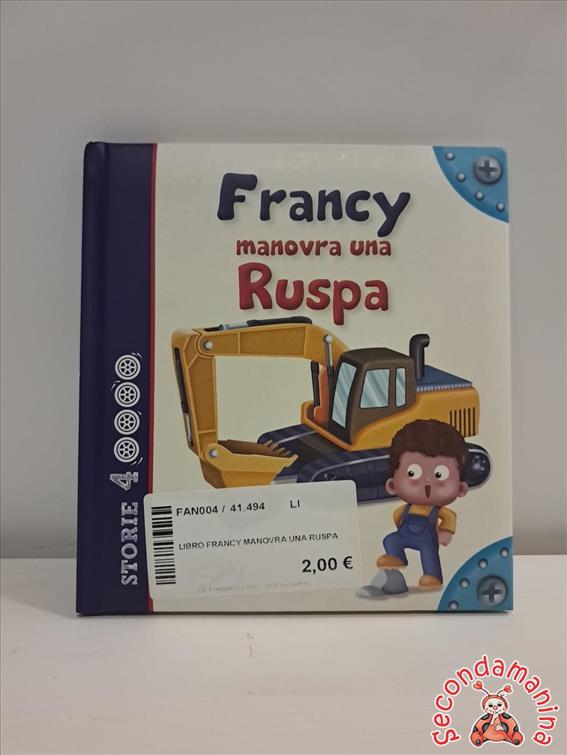 Francy
manovra una
Ruspa
STORIE 4
FAN004 / 41.494 LI
LIBRO FRANCY MANOVRA UNA RUSPA
2,00 €
Secondamanina